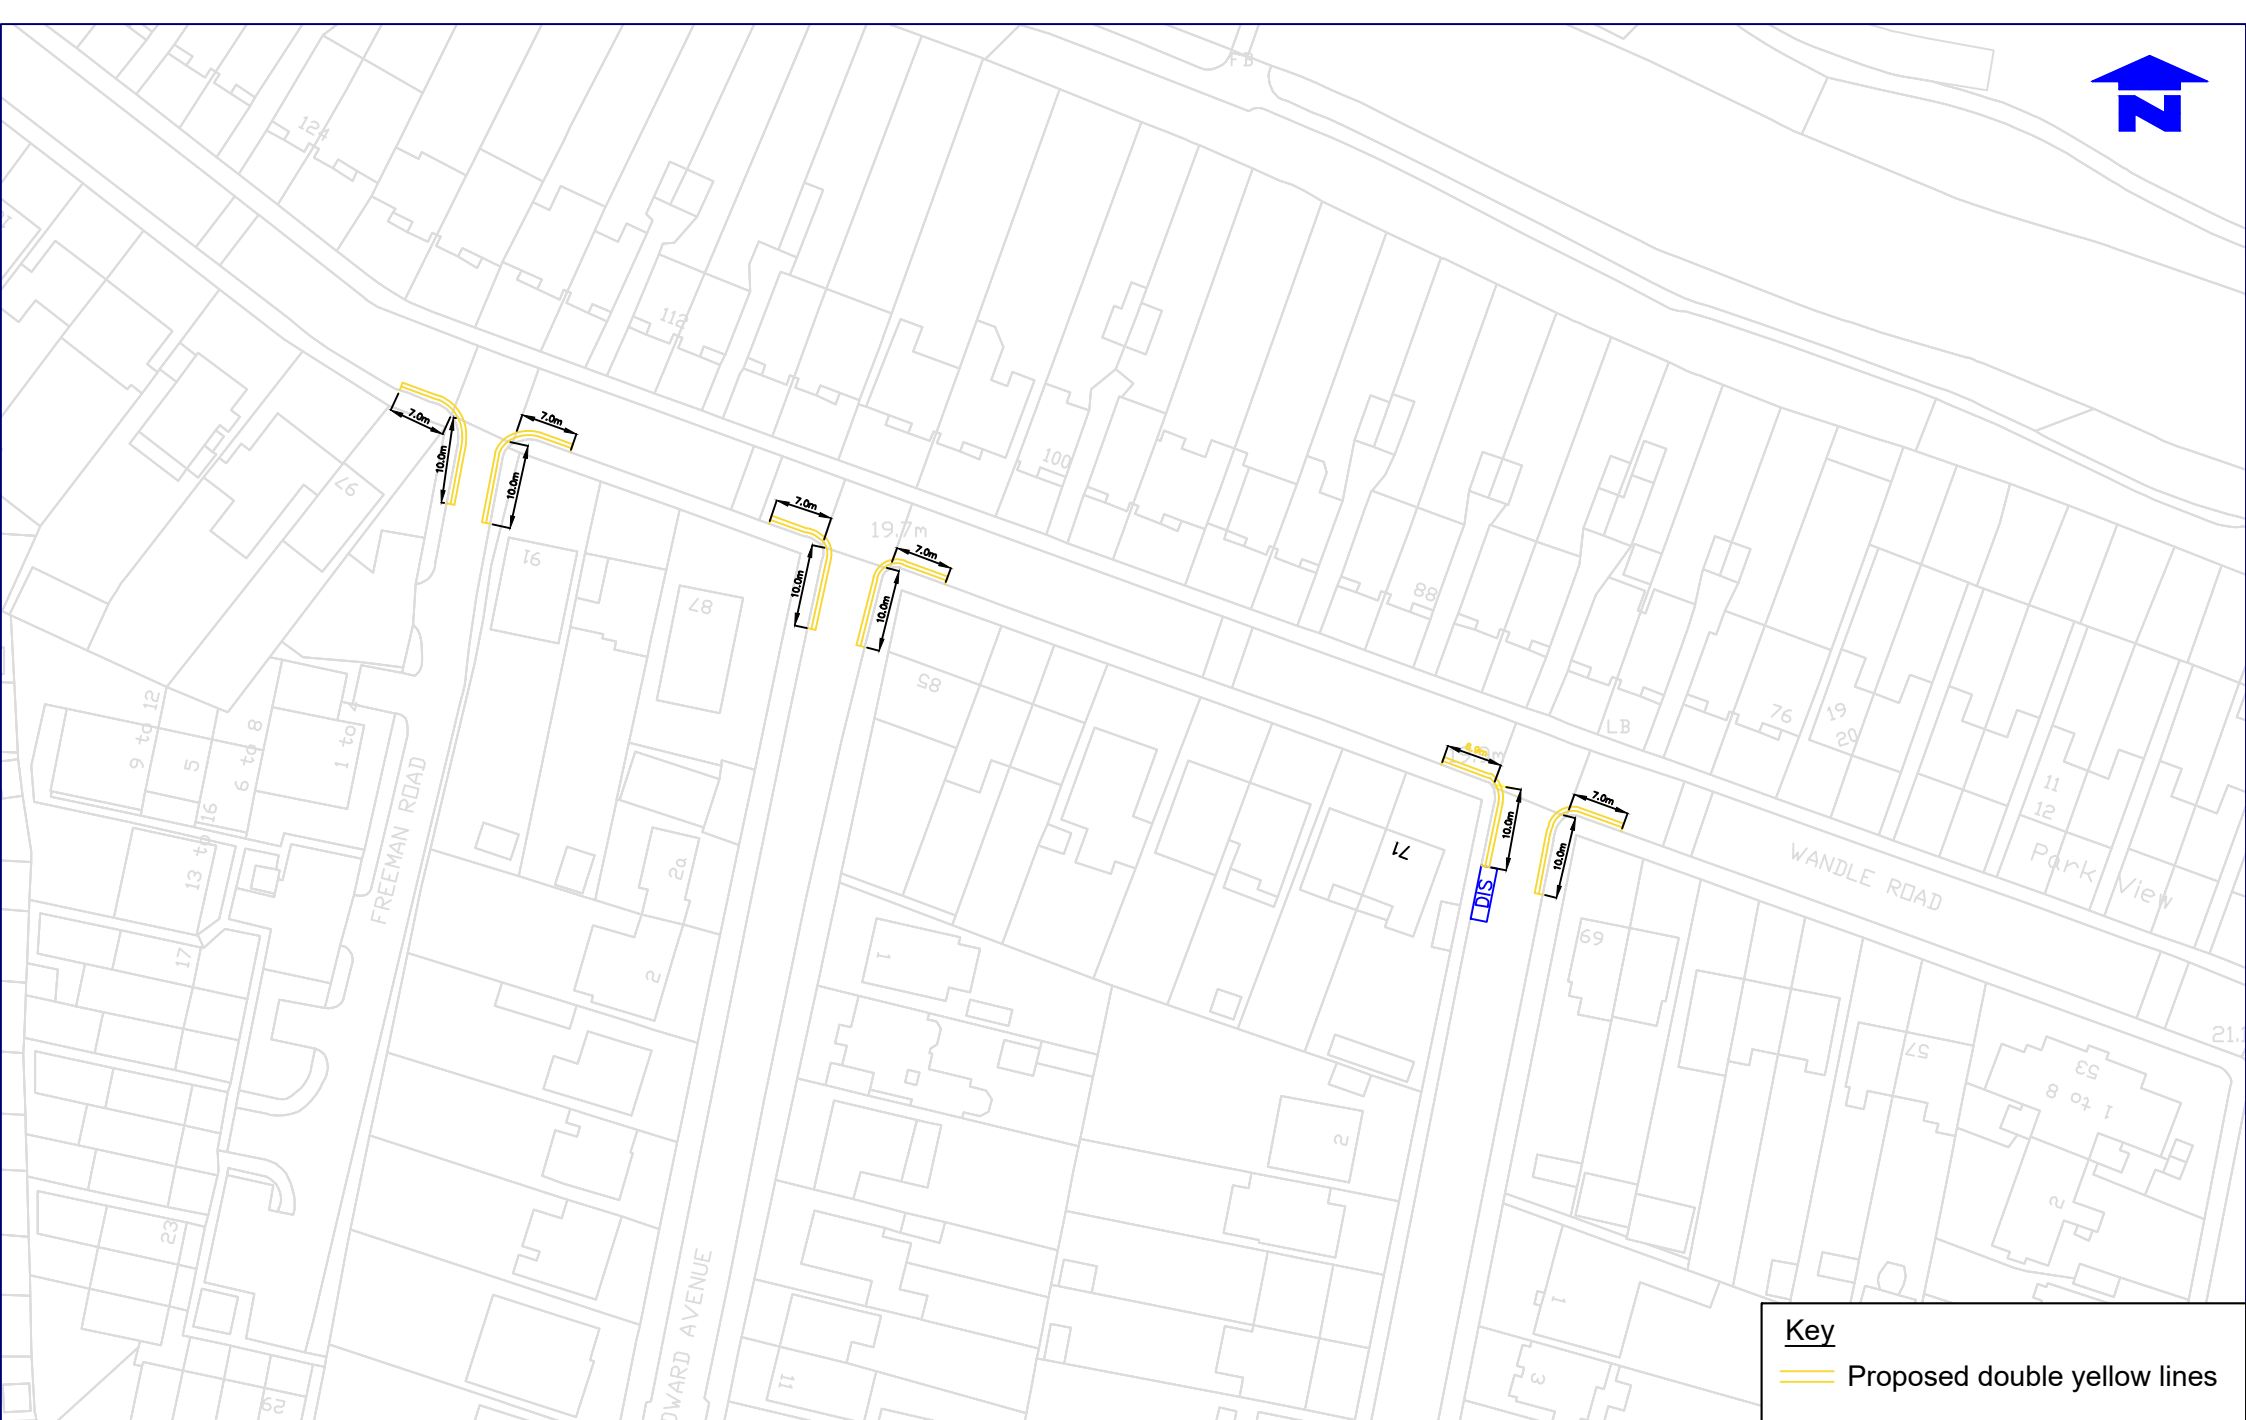 FB
N
124
112
7.0m
7.0m
10.0m
10.0m
97
100
7.0m
19.7m
7.0m
10.0m
10.0m
91
87
88
85
9 to 12
5
6 to 8
1 to 4
13 to 16
17
23
29
FREEMAN ROAD
2a
2
1
76
19
20
LB
11
12
Park View
WANDLE ROAD
7.0m
10.0m
10.0m
71
DIS
69
57
53
1 to 8
2
2
1
3
11
OWARD AVENUE
Key
Proposed double yellow lines